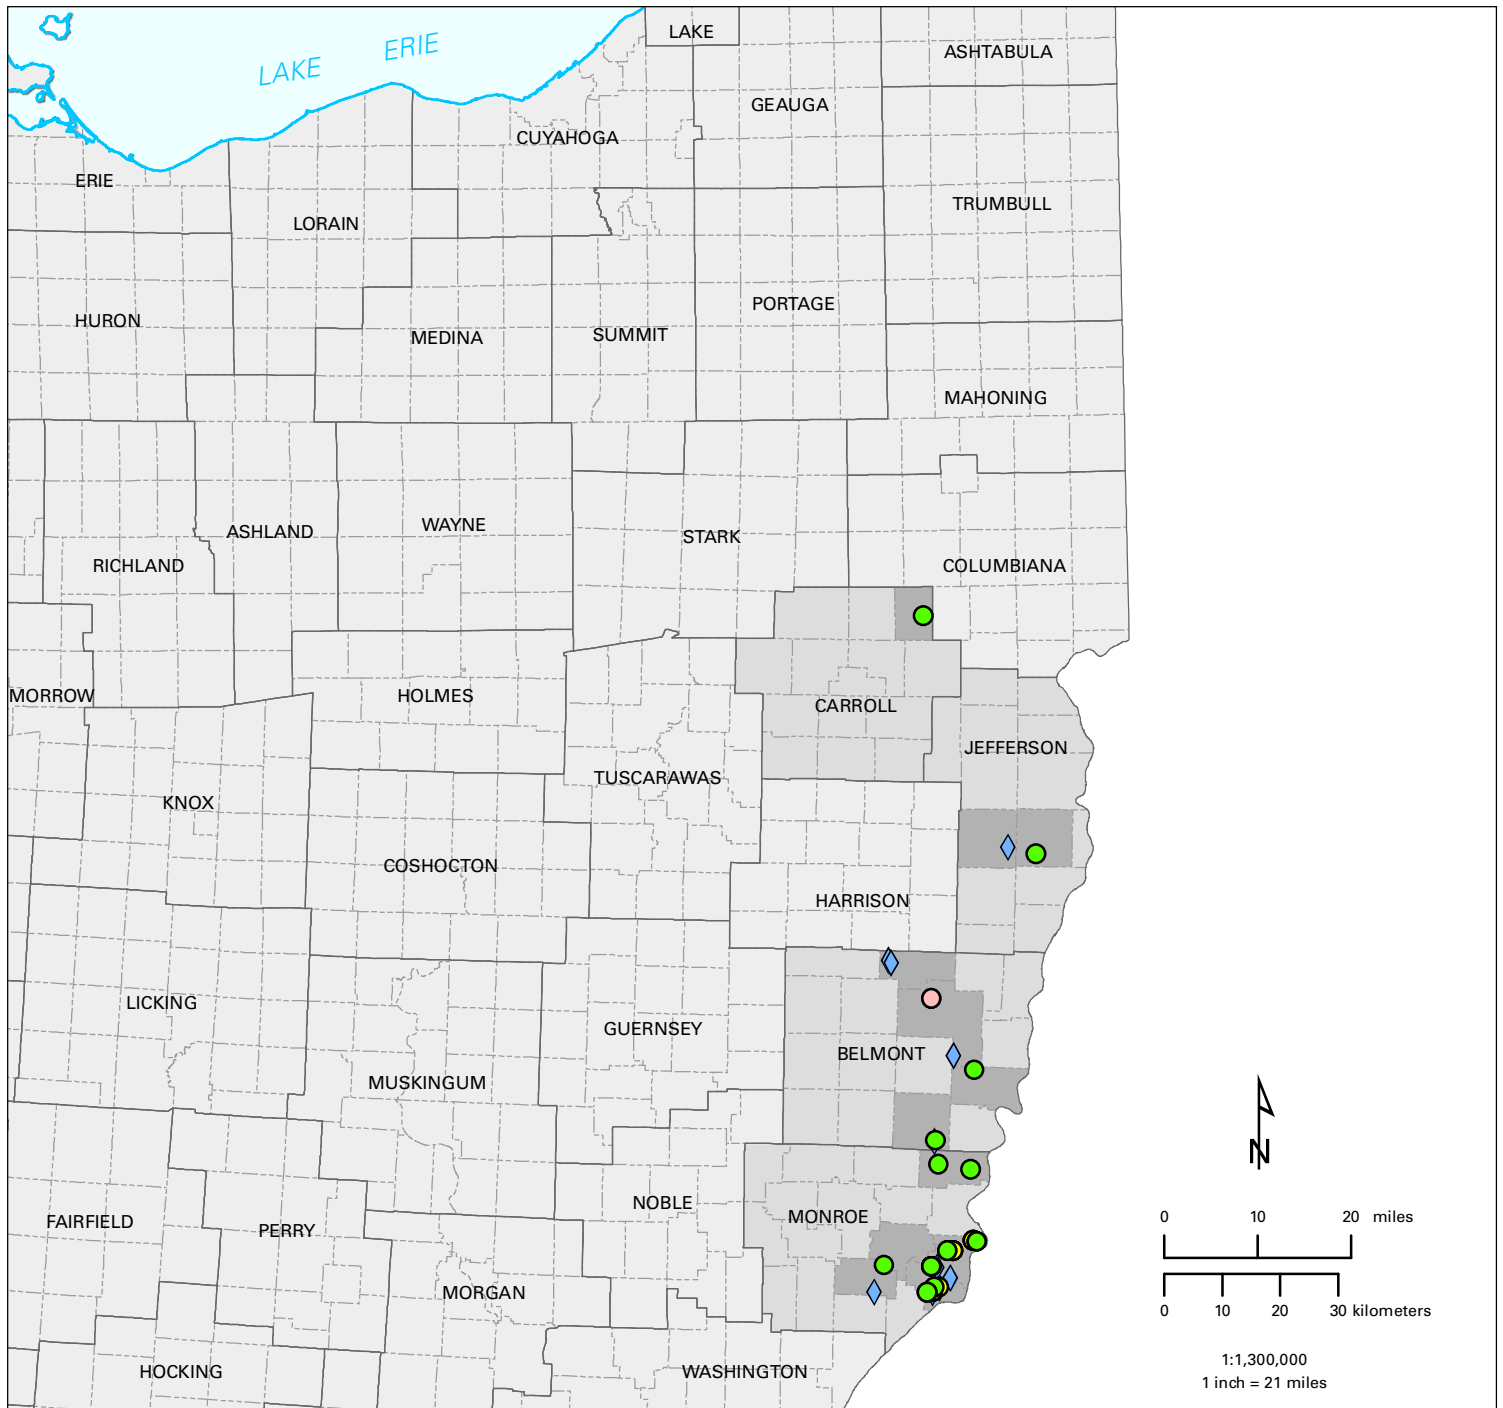 LAKE
ASHTABULA
LAKE ERIE
GEAUGA
CUYAHOGA
ERIE
TRUMBULL
LORAIN
PORTAGE
HURON
SUMMIT
MEDINA
MAHONING
WAYNE
ASHLAND
STARK
RICHLAND
COLUMBIANA
MORROW
HOLMES
CARROLL
JEFFERSON
TUSCARAWAS
KNOX
COSHOCTON
HARRISON
LICKING
GUERNSEY
BELMONT
MUSKINGUM
N
NOBLE
MONROE
FAIRFIELD
PERRY
0 10 20 miles
MORGAN
0 10 20 30 kilometers
HOCKING
WASHINGTON
1:1,300,000
1 inch = 21 miles